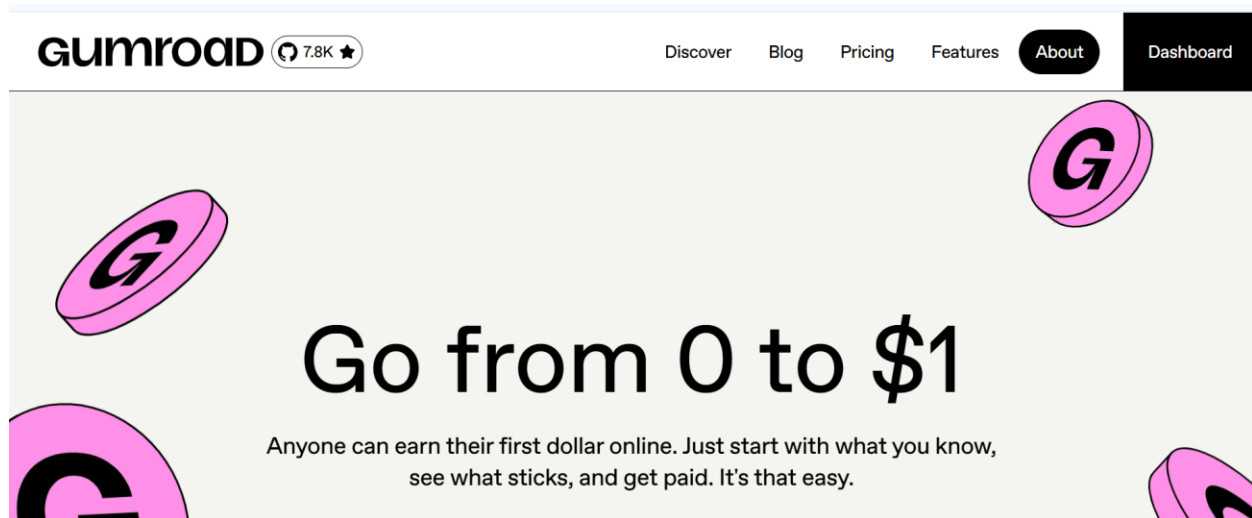 GUMROAD 7.8K
Discover Blog Pricing Features About Dashboard
G
G
Go from 0 to $1
Anyone can earn their first dollar online. Just start with what you know,
see what sticks, and get paid. It's that easy.
G